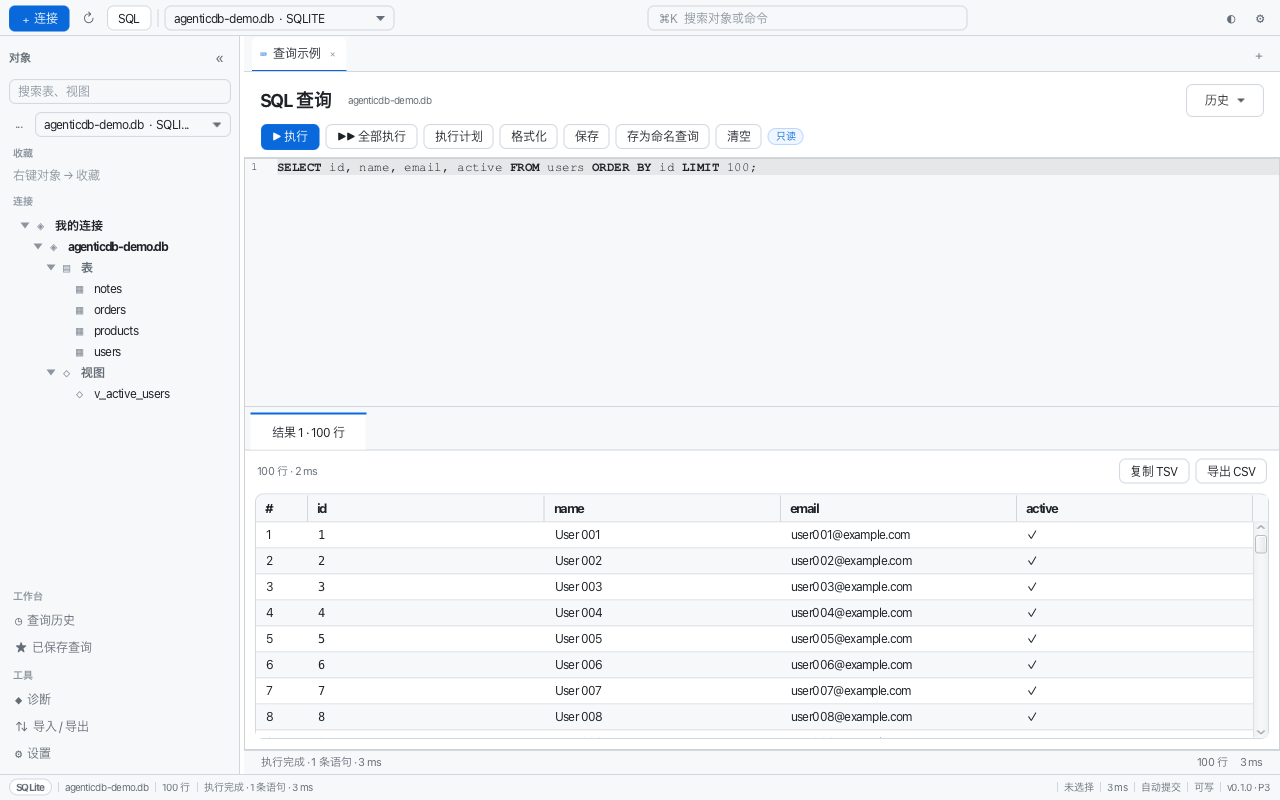 + 连接 SQL agenticdb-demo.db · SQLITE ⌘K 搜索对象或命令
对象 «
搜索表、视图
... agenticdb-demo.db · SQLI...
收藏
右键对象 → 收藏
连接
我的连接
agenticdb-demo.db
表
notes
orders
products
users
视图
v_active_users
工作台
查询历史
已保存查询
工具
诊断
导入 / 导出
设置
查询示例 × +
SQL 查询 agenticdb-demo.db 历史
执行 全部执行 执行计划 格式化 保存 存为命名查询 清空 只读
1 SELECT id, name, email, active FROM users ORDER BY id LIMIT 100;
结果 1 · 100 行
100 行 · 2 ms 复制 TSV 导出 CSV
# id name email active
1 1 User 001 user001@example.com ✓
2 2 User 002 user002@example.com ✓
3 3 User 003 user003@example.com ✓
4 4 User 004 user004@example.com ✓
5 5 User 005 user005@example.com ✓
6 6 User 006 user006@example.com ✓
7 7 User 007 user007@example.com ✓
8 8 User 008 user008@example.com ✓
执行完成 · 1 条语句 · 3 ms 100 行 3 ms
SQLite agenticdb-demo.db 100 行 执行完成 · 1 条语句 · 3 ms 未选择 3 ms 自动提交 可写 v0.1.0 · P3